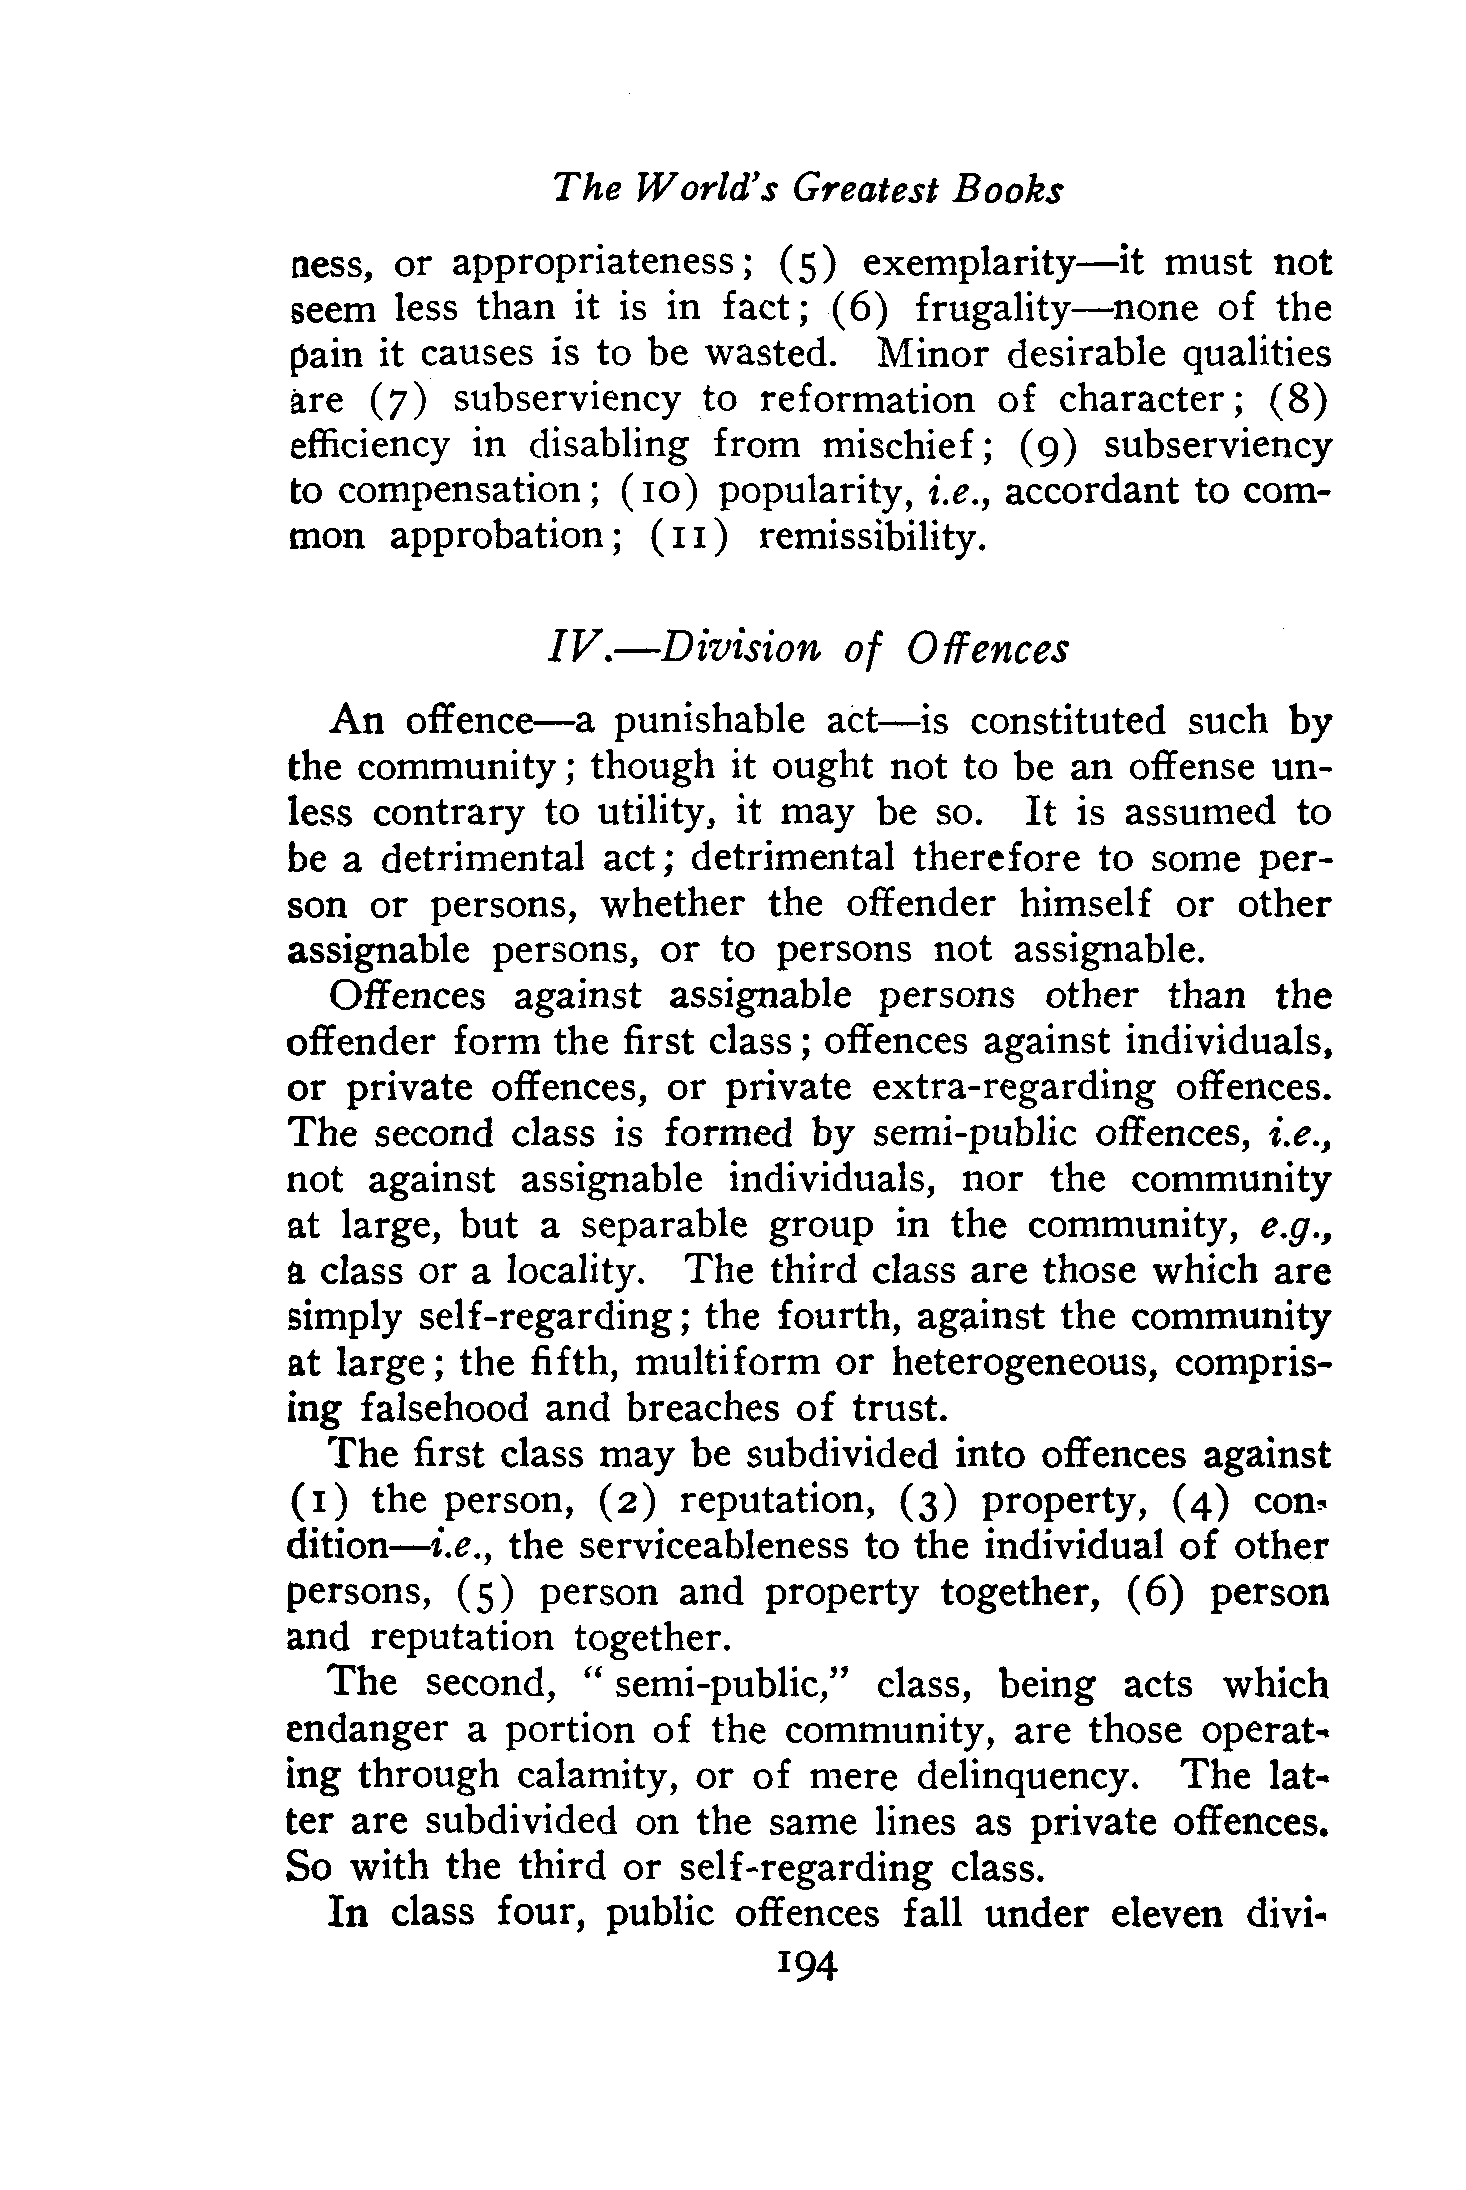 The World's Greatest Books
ness, or appropriateness; (5) exemplarity—it must not
seem less than it is in fact; (6) frugality—none of the
pain it causes is to be wasted. Minor desirable qualities
are (7) subserviency to reformation of character; (8)
efficiency in disabling from mischief; (9) subserviency
to compensation; (10) popularity, i.e., accordant to com-
mon approbation; (11) remissibility.
IV.—Division of Offences
An offence—a punishable act—is constituted such by
the community; though it ought not to be an offense un-
less contrary to utility, it may be so. It is assumed to
be a detrimental act; detrimental therefore to some per-
son or persons, whether the offender himself or other
assignable persons, or to persons not assignable.
Offences against assignable persons other than the
offender form the first class; offences against individuals,
or private offences, or private extra-regarding offences.
The second class is formed by semi-public offences, i.e.,
not against assignable individuals, nor the community
at large, but a separable group in the community, e.g.,
a class or a locality. The third class are those which are
simply self-regarding; the fourth, against the community
at large; the fifth, multiform or heterogeneous, compris-
ing falsehood and breaches of trust.
The first class may be subdivided into offences against
(1) the person, (2) reputation, (3) property, (4) con-
dition—i.e., the serviceableness to the individual of other
persons, (5) person and property together, (6) person
and reputation together.
The second, "semi-public," class, being acts which
endanger a portion of the community, are those operat-
ing through calamity, or of mere delinquency. The lat-
ter are subdivided on the same lines as private offences.
So with the third or self-regarding class.
In class four, public offences fall under eleven divi-
194